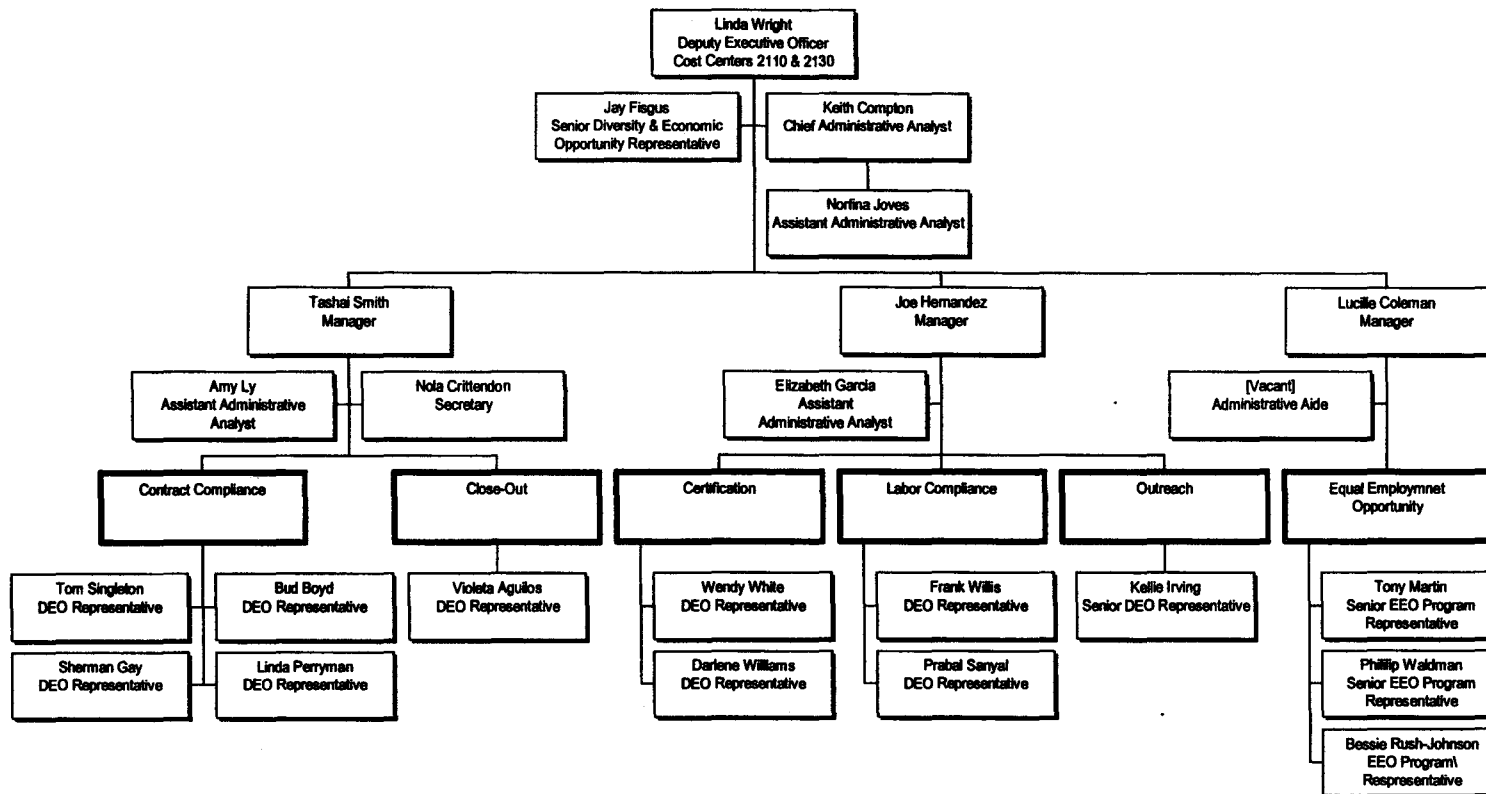 Linda Wright
Deputy Executive Officer
Cost Centers 2110 & 2130
Jay Fisgus
Senior Diversity & Economic
Opportunity Representative
Keith Compton
Chief Administrative Analyst
Norfina Joves
Assistant Administrative Analyst
Tashai Smith
Manager
Joe Hernandez
Manager
Lucille Coleman
Manager
Amy Ly
Assistant Administrative
Analyst
Nola Crittendon
Secretary
Elizabeth Garcia
Assistant
Administrative Analyst
[Vacant]
Administrative Aide
Contract Compliance
Close-Out
Certification
Labor Compliance
Outreach
Equal Employmnet
Opportunity
Tom Singleton
DEO Representative
Bud Boyd
DEO Representative
Violeta Aguilos
DEO Representative
Wendy White
DEO Representative
Frank Willis
DEO Representative
Kellie Irving
Senior DEO Representative
Tony Martin
Senior EEO Program
Representative
Sherman Gay
DEO Representative
Linda Perryman
DEO Representative
Darlene Williams
DEO Representative
Prabal Sanyal
DEO Representative
Phillip Waldman
Senior EEO Program
Representative
Bessie Rush-Johnson
EEO Program\
Respresentative